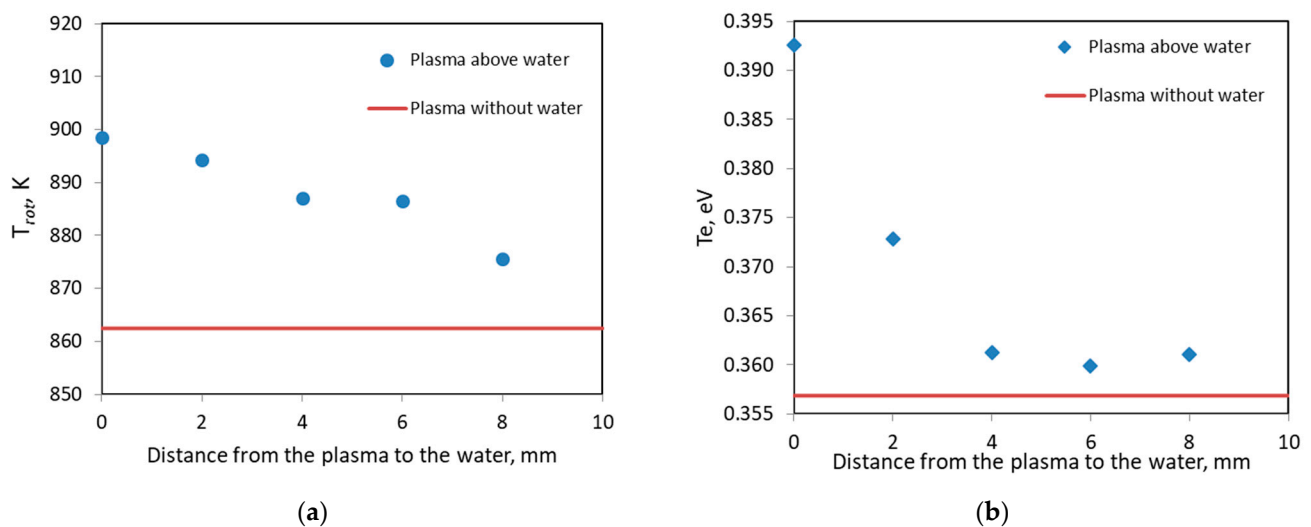 920
910
900
890
880
870
860
850
T_rot, K
Plasma above water
Plasma without water
0 2 4 6 8 10
Distance from the plasma to the water, mm
(a)
0.395
0.390
0.385
0.380
0.375
0.370
0.365
0.360
0.355
Te, eV
Plasma above water
Plasma without water
0 2 4 6 8 10
Distance from the plasma to the water, mm
(b)